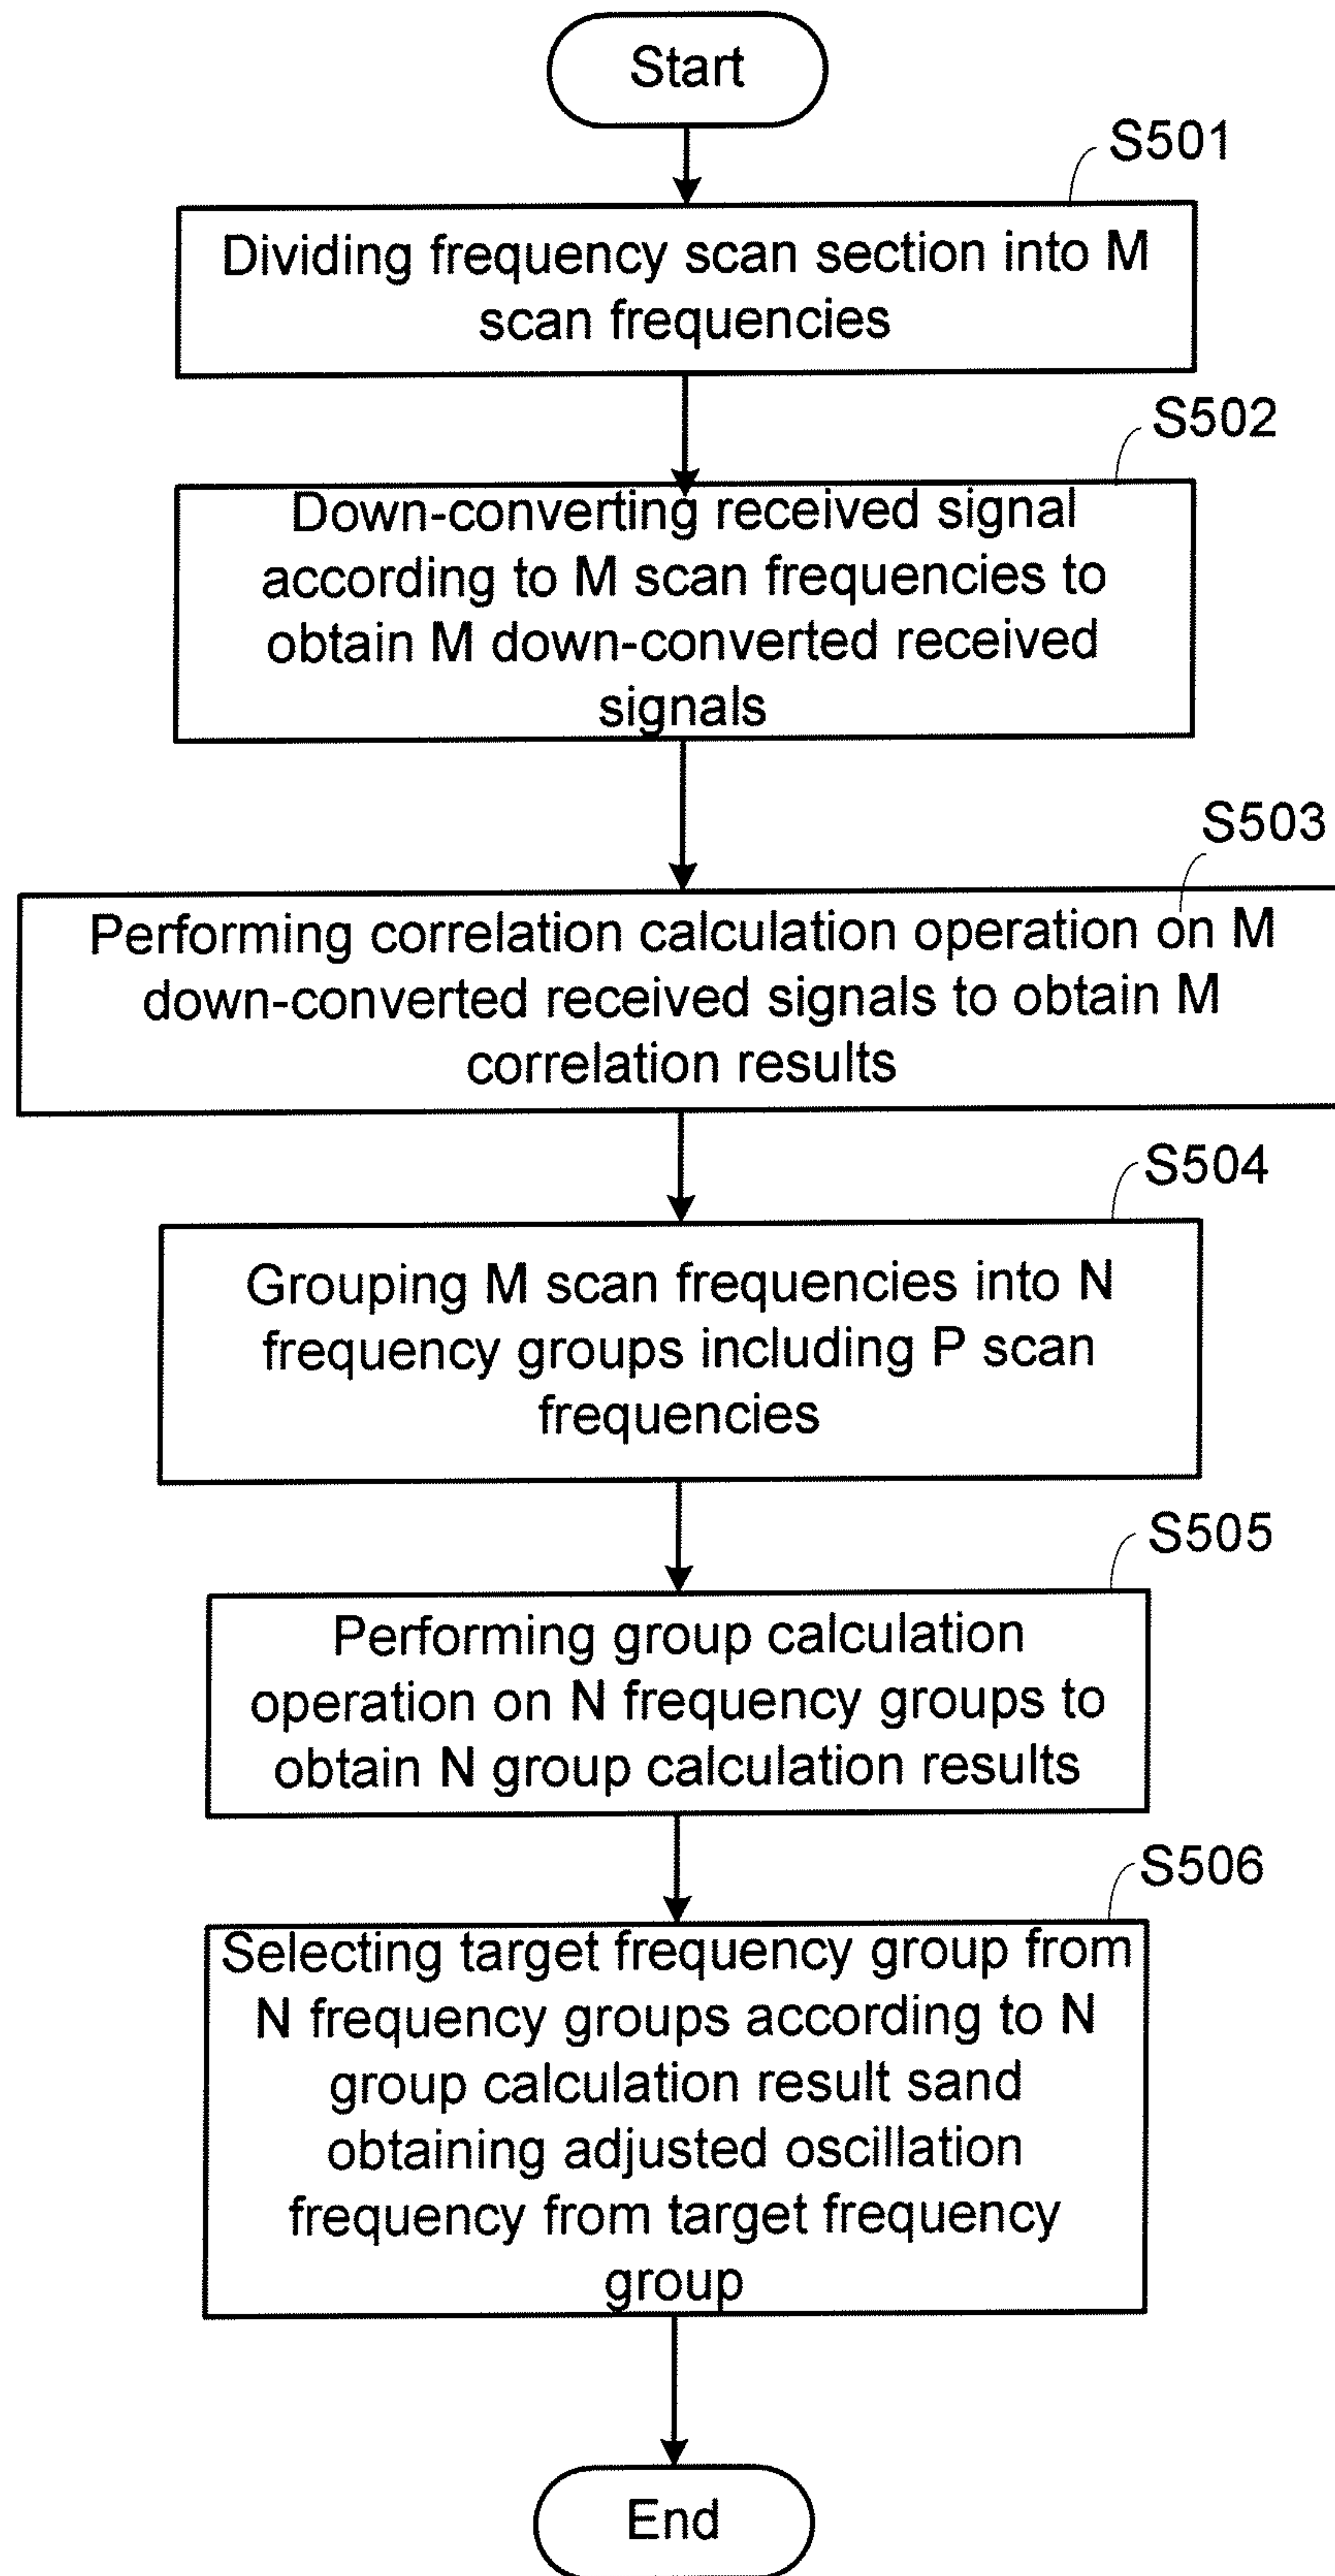 Start
S501
Dividing frequency scan section into M
scan frequencies
S502
Down-converting received signal
according to M scan frequencies to
obtain M down-converted received
signals
S503
Performing correlation calculation operation on M
down-converted received signals to obtain M
correlation results
S504
Grouping M scan frequencies into N
frequency groups including P scan
frequencies
S505
Performing group calculation
operation on N frequency groups to
obtain N group calculation results
S506
Selecting target frequency group from
N frequency groups according to N
group calculation result sand
obtaining adjusted oscillation
frequency from target frequency
group
End